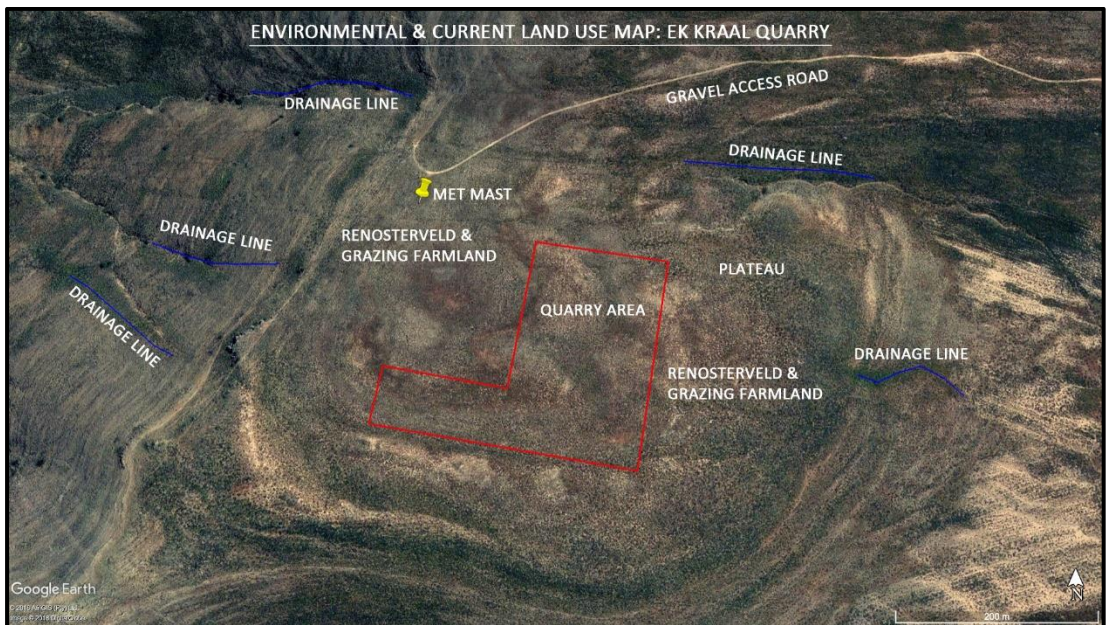 ENVIRONMENTAL & CURRENT LAND USE MAP: EK KRAAL QUARRY
GRAVEL ACCESS ROAD
DRAINAGE LINE
DRAINAGE LINE
MET MAST
RENOSTERVELD &
GRAZING FARMLAND
DRAINAGE LINE
PLATEAU
DRAINAGE LINE
QUARRY AREA
DRAINAGE LINE
RENOSTERVELD &
GRAZING FARMLAND
Google Earth
N
200 m